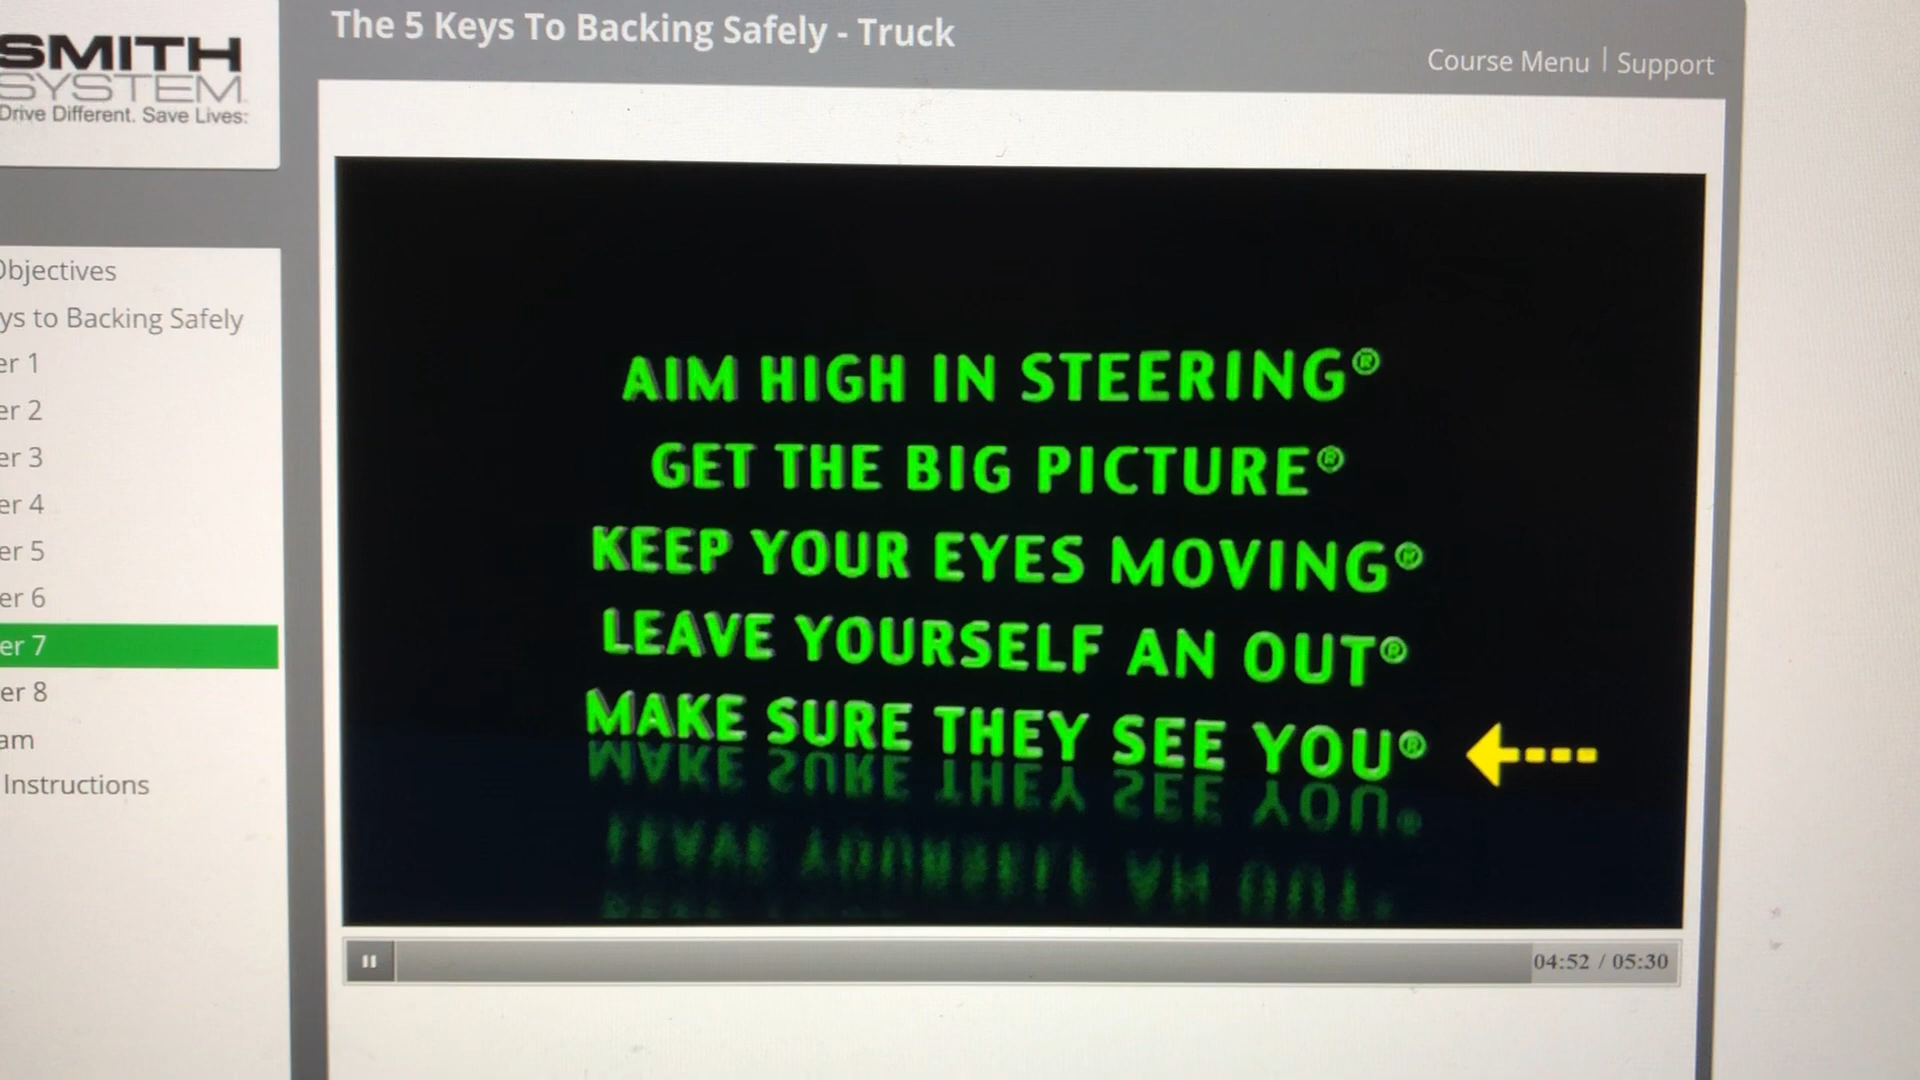 SMITH
SYSTEM
Drive Different. Save Lives.
The 5 Keys To Backing Safely - Truck
Course Menu | Support
Objectives
ys to Backing Safely
er 1
er 2
er 3
er 4
er 5
er 6
er 7
er 8
am
Instructions
AIM HIGH IN STEERING®
GET THE BIG PICTURE®
KEEP YOUR EYES MOVING®
LEAVE YOURSELF AN OUT®
MAKE SURE THEY SEE YOU®
04:52 / 05:30